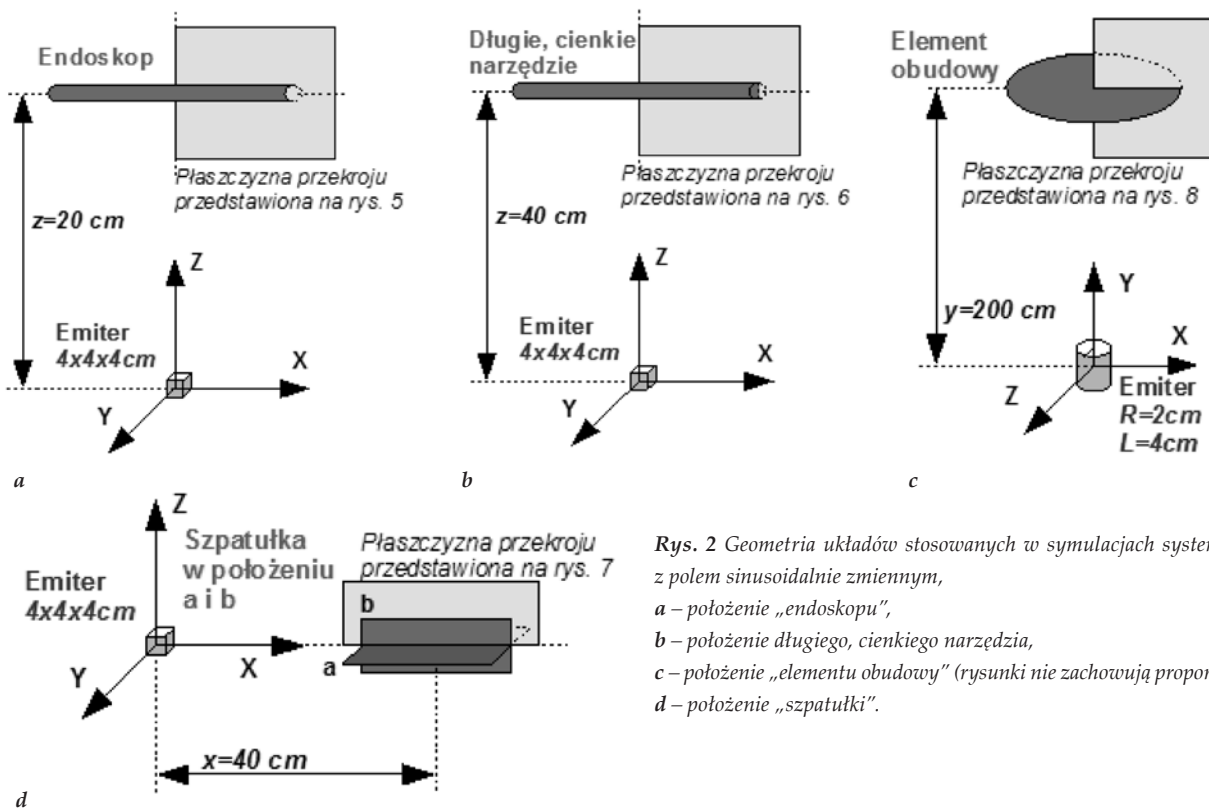 Endoskop
Płaszczyzna przekroju
przedstawiona na rys. 5
z=20 cm
Z
Emiter
4x4x4cm
X
Y
a
Długie, cienkie
narzędzie
Płaszczyzna przekroju
przedstawiona na rys. 6
z=40 cm
Z
Emiter
4x4x4cm
X
Y
b
Element
obudowy
Płaszczyzna przekroju
przedstawiona na rys. 8
y=200 cm
Y
X
Z
Emiter
R=2cm
L=4cm
c
Z
Szpatułka
w położeniu
a i b
Płaszczyzna przekroju
przedstawiona na rys. 7
Emiter
4x4x4cm
b
X
a
Y
x=40 cm
d
Rys. 2 Geometria układów stosowanych w symulacjach system
z polem sinusoidalnie zmiennym,
a – położenie „endoskopu”,
b – położenie długiego, cienkiego narzędzia,
c – położenie „elementu obudowy” (rysunki nie zachowują propor
d – położenie „szpatułki”.